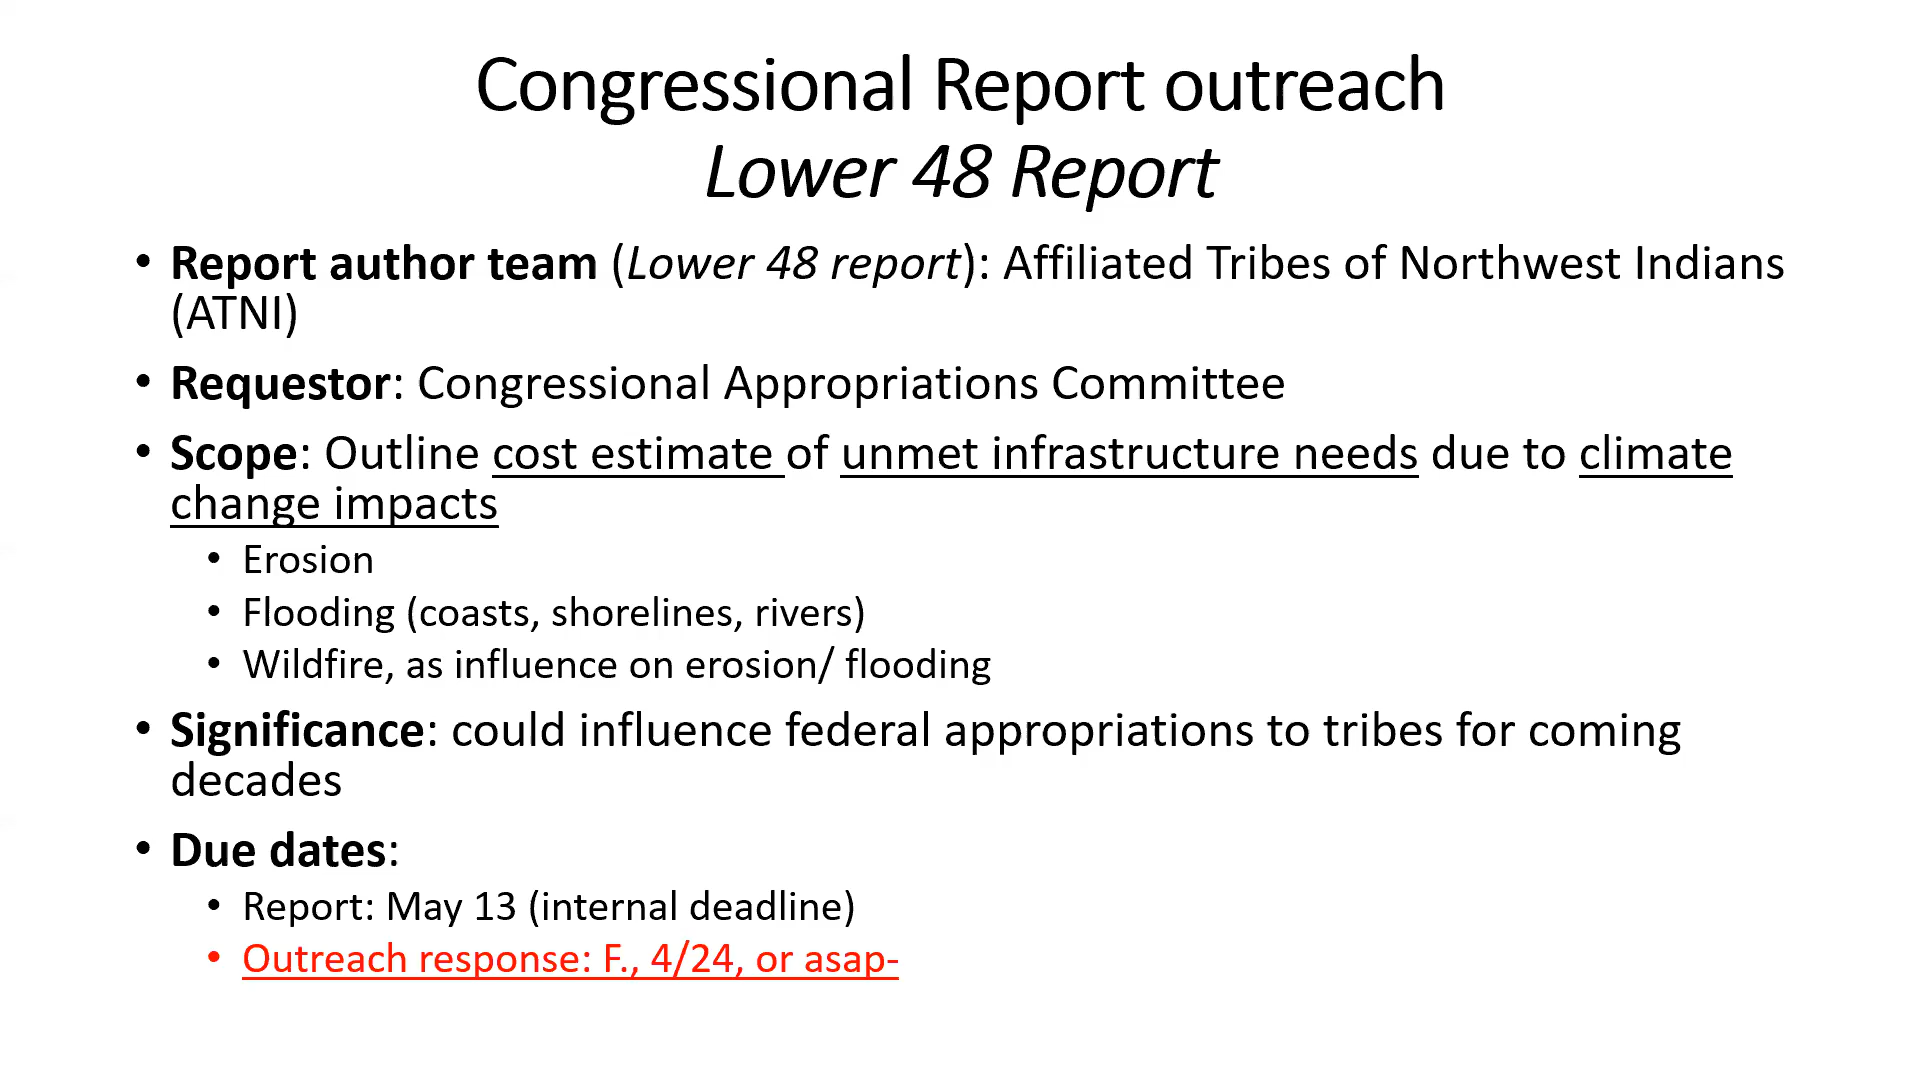 Congressional Report outreach
Lower 48 Report
• Report author team (Lower 48 report): Affiliated Tribes of Northwest Indians
(ATNI)
• Requestor: Congressional Appropriations Committee
• Scope: Outline cost estimate of unmet infrastructure needs due to climate
change impacts
• Erosion
• Flooding (coasts, shorelines, rivers)
• Wildfire, as influence on erosion/ flooding
• Significance: could influence federal appropriations to tribes for coming
decades
• Due dates:
• Report: May 13 (internal deadline)
• Outreach response: F., 4/24, or asap-